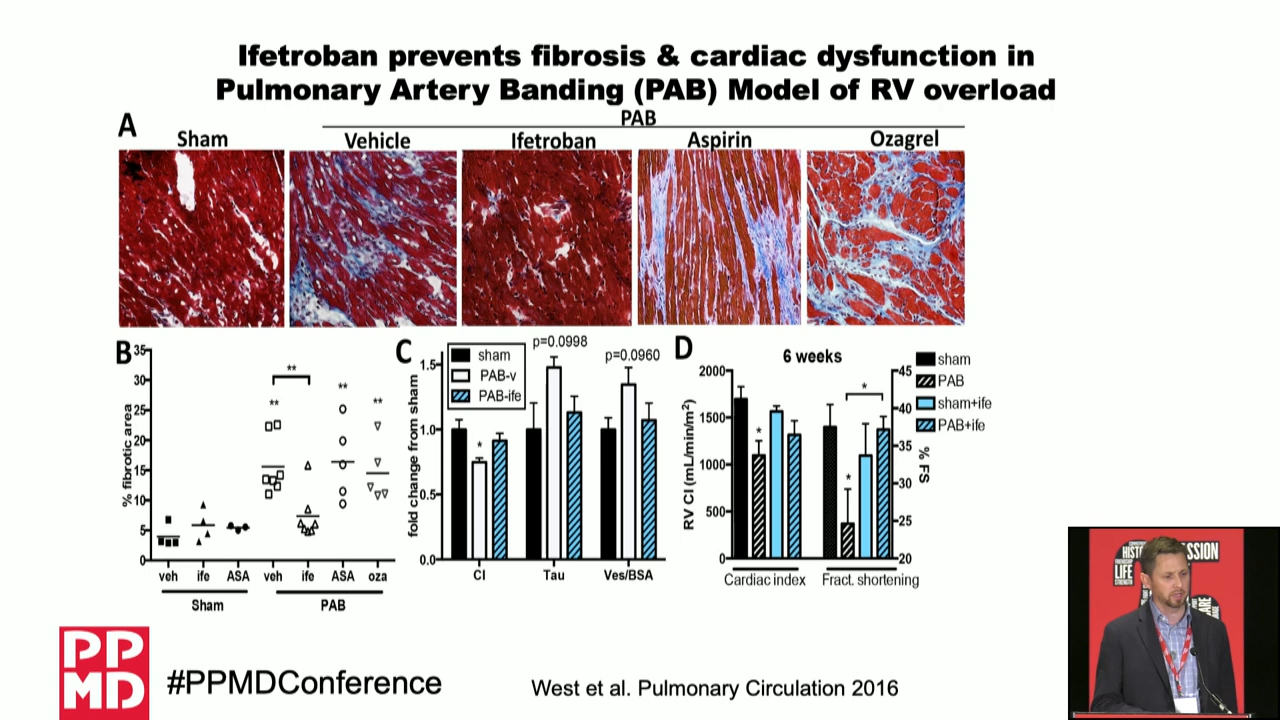 Ifetroban prevents fibrosis & cardiac dysfunction in
Pulmonary Artery Banding (PAB) Model of RV overload
A
PAB
Sham
Vehicle
Ifetroban
Aspirin
Ozagrel
B
% fibrotic area
35
30
25
20
15
10
5
0
**
**
**
**
veh
ife
ASA
veh
ife
ASA
oza
Sham
PAB
C
fold change from sham
1.5
1.0
0.5
0.0
sham
PAB-v
PAB-ife
*
p=0.0998
p=0.0960
CI
Tau
Ves/BSA
D
6 weeks
RV CI (mL/min/m²)
2000
1500
1000
500
0
*
*
*
45
40
35
30
25
20
% FS
Cardiac index
Fract. shortening
sham
PAB
sham+ife
PAB+ife
PP
MD
#PPMDConference
West et al. Pulmonary Circulation 2016
LIFE
STRENGTH